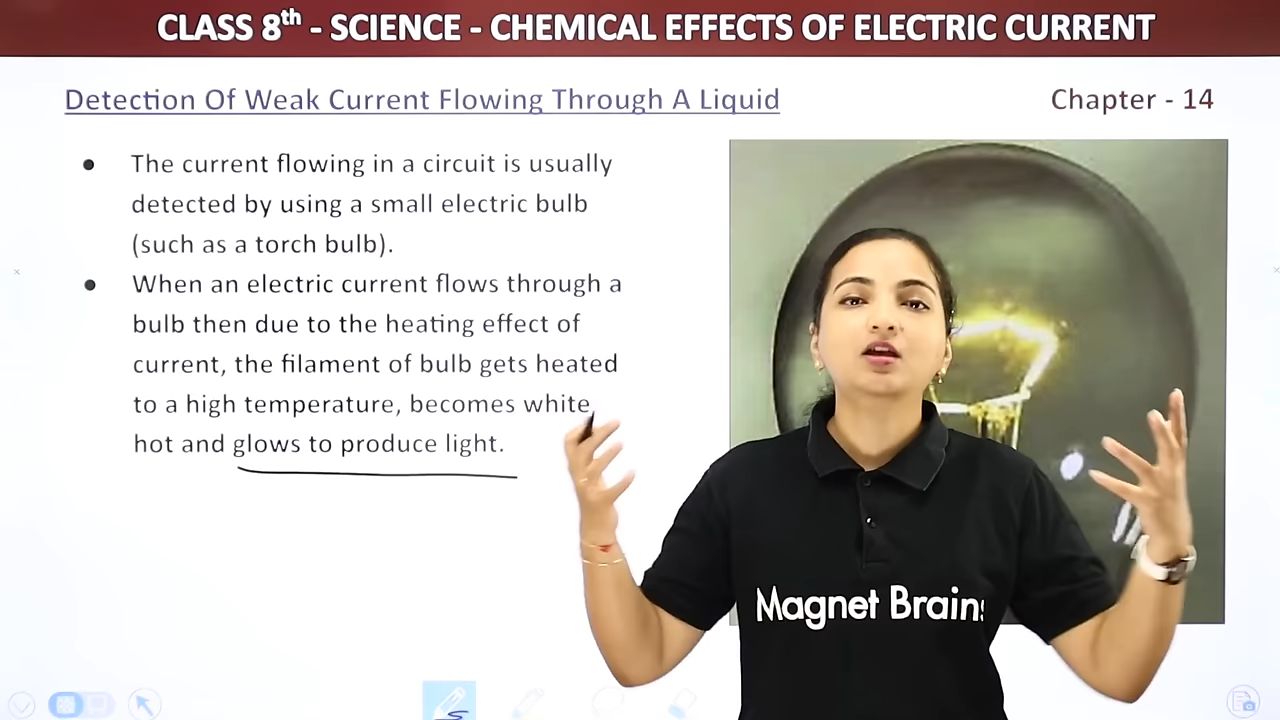 CLASS 8th - SCIENCE - CHEMICAL EFFECTS OF ELECTRIC CURRENT
Detection Of Weak Current Flowing Through A Liquid
Chapter - 14
● The current flowing in a circuit is usually
detected by using a small electric bulb
(such as a torch bulb).
● When an electric current flows through a
bulb then due to the heating effect of
current, the filament of bulb gets heated
to a high temperature, becomes white
hot and glows to produce light.
Magnet Brains